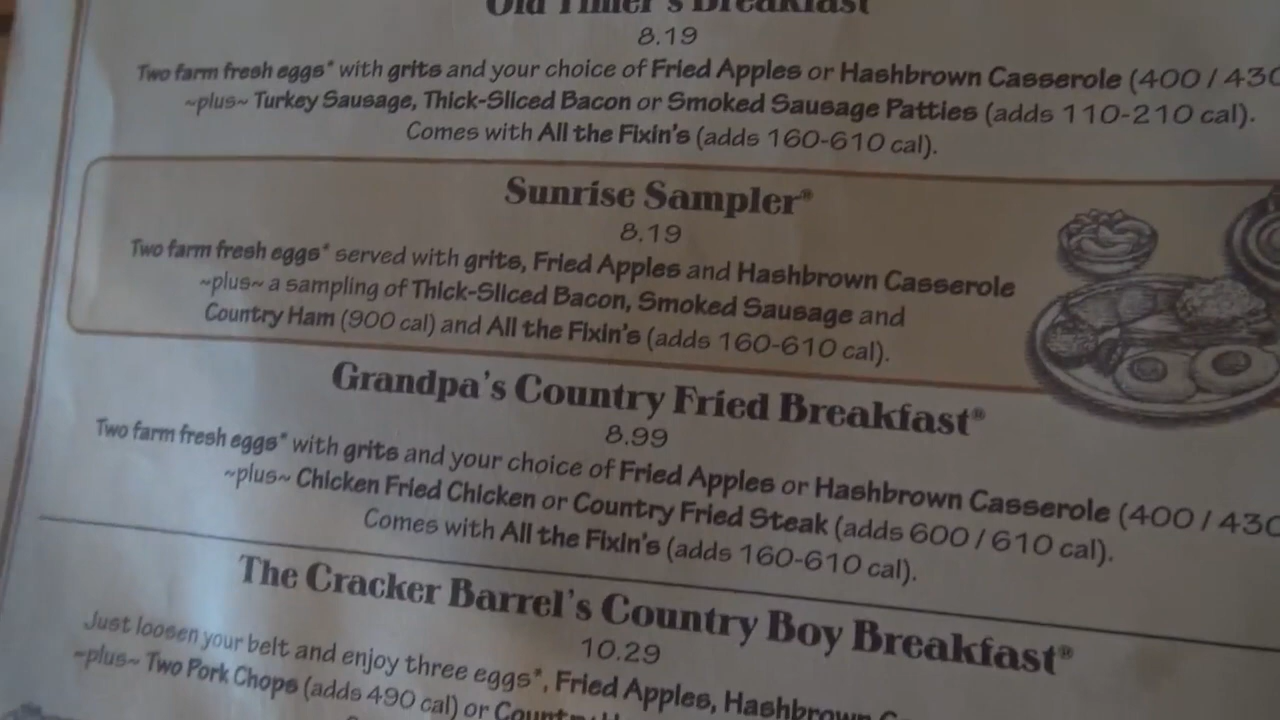 Old Timer's Breakfast
8.19
Two farm fresh eggs* with grits and your choice of Fried Apples or Hashbrown Casserole (400 / 430
~plus~ Turkey Sausage, Thick-Sliced Bacon or Smoked Sausage Patties (adds 110-210 cal).
Comes with All the Fixin's (adds 160-610 cal).
Sunrise Sampler®
8.19
Two farm fresh eggs* served with grits, Fried Apples and Hashbrown Casserole
~plus~ a sampling of Thick-Sliced Bacon, Smoked Sausage and
Country Ham (900 cal) and All the Fixin's (adds 160-610 cal).
Grandpa's Country Fried Breakfast®
8.99
Two farm fresh eggs* with grits and your choice of Fried Apples or Hashbrown Casserole (400 / 430
~plus~ Chicken Fried Chicken or Country Fried Steak (adds 600 / 610 cal).
Comes with All the Fixin's (adds 160-610 cal).
The Cracker Barrel's Country Boy Breakfast®
10.29
Just loosen your belt and enjoy three eggs*, Fried Apples, Hashbrown
~plus~ Two Pork Chops (adds 490 cal) or